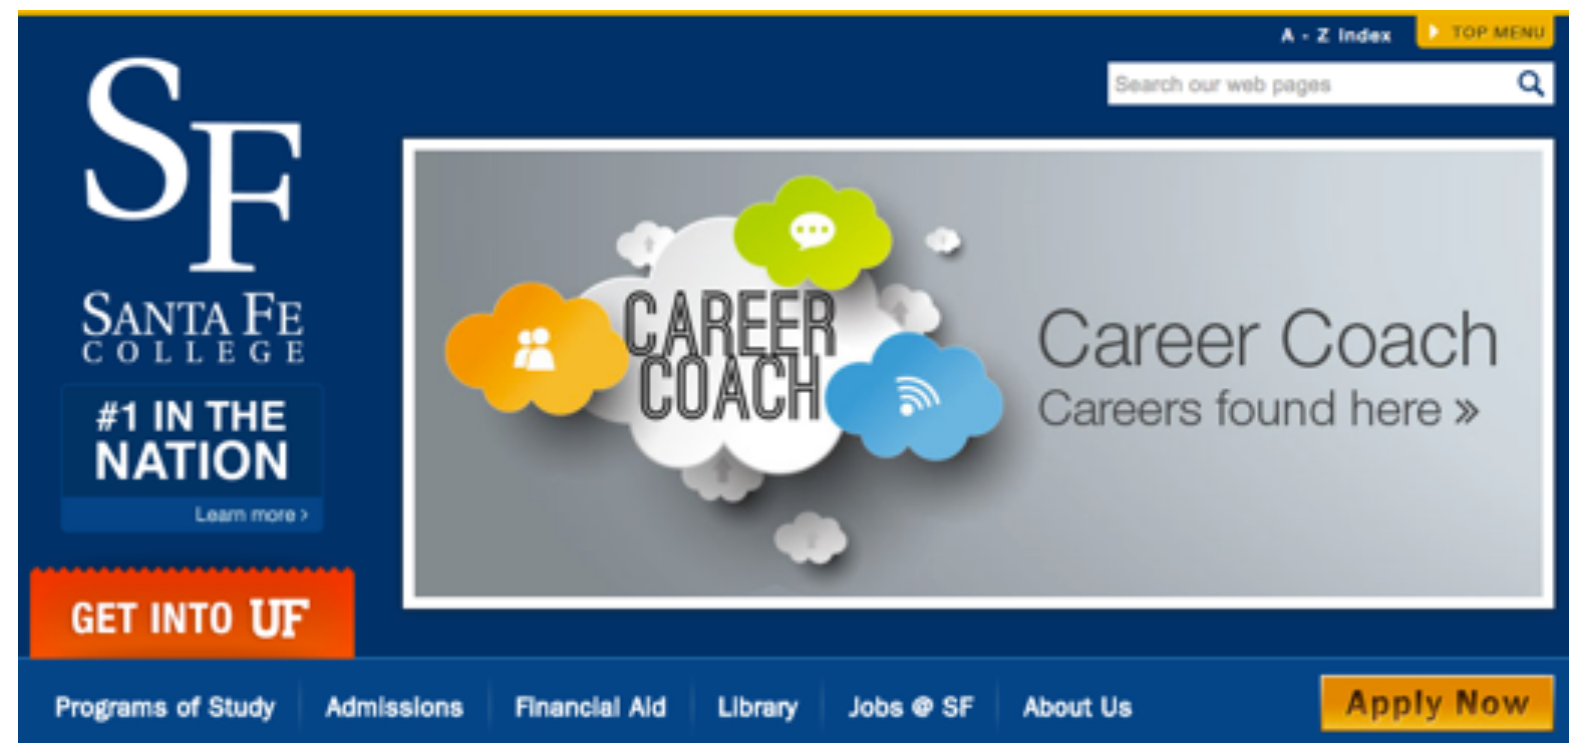 A - Z Index
TOP MENU
Search our web pages
SF
SANTA FE
COLLEGE
#1 IN THE
NATION
Learn more ›
GET INTO UF
CAREER
COACH
Career Coach
Careers found here »
Programs of Study
Admissions
Financial Aid
Library
Jobs @ SF
About Us
Apply Now